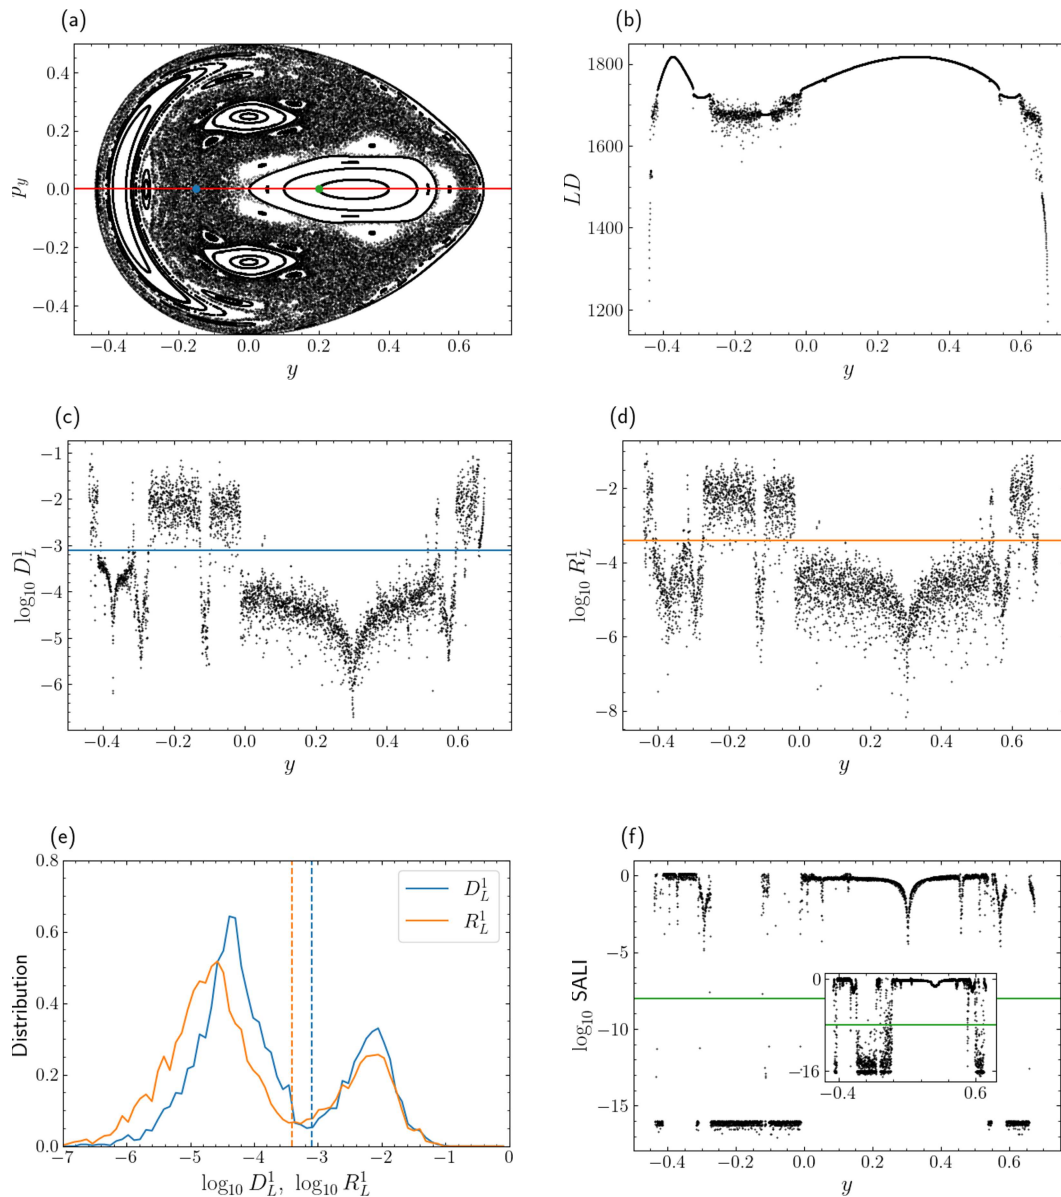 (a)
0.4
0.2
0.0
−0.2
−0.4
p_y
−0.4 −0.2 0.0 0.2 0.4 0.6
y
(b)
1800
1600
1400
1200
LD
−0.4 −0.2 0.0 0.2 0.4 0.6
y
(c)
−1
−2
−3
−4
−5
−6
log₁₀ D_L^1
−0.4 −0.2 0.0 0.2 0.4 0.6
y
(d)
−2
−4
−6
−8
log₁₀ R_L^1
−0.4 −0.2 0.0 0.2 0.4 0.6
y
(e)
0.8
0.6
0.4
0.2
0.0
Distribution
D_L^1
R_L^1
−7 −6 −5 −4 −3 −2 −1 0
log₁₀ D_L^1, log₁₀ R_L^1
(f)
0
−5
−10
−15
log₁₀ SALI
0
−16
−0.4 0.6
−0.4 −0.2 0.0 0.2 0.4 0.6
y